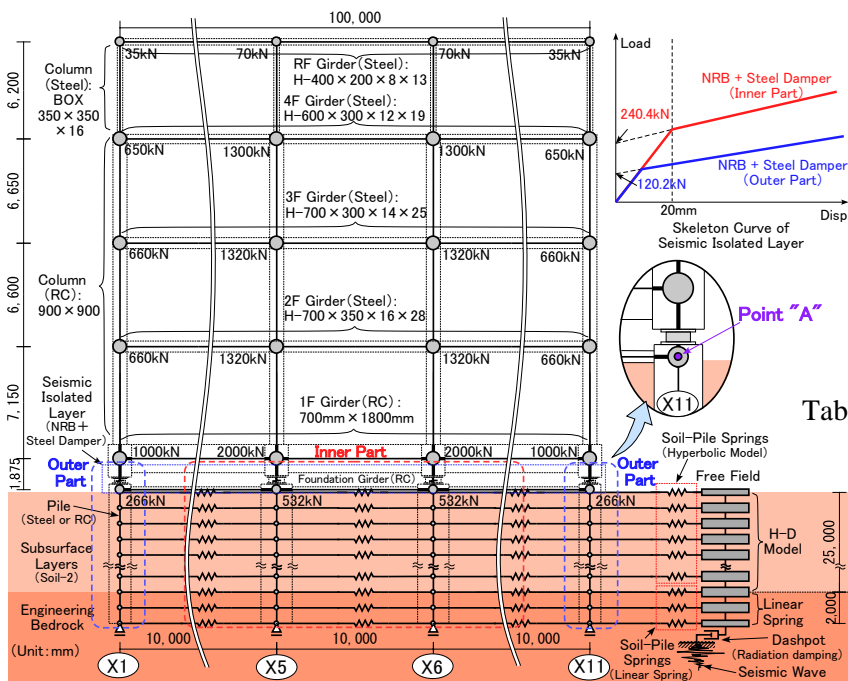 100,000
35kN
70kN
70kN
35kN
Column
(Steel):
BOX
350×350
×16
RF Girder(Steel):
H-400×200×8×13
4F Girder(Steel):
H-600×300×12×19
6,200
650kN
1300kN
1300kN
650kN
6,650
3F Girder(Steel):
H-700×300×14×25
660kN
1320kN
1320kN
660kN
Column
(RC):
900×900
6,600
2F Girder(Steel):
H-700×350×16×28
660kN
1320kN
1320kN
660kN
7,150
Seismic
Isolated
Layer
(NRB+
Steel Damper)
1F Girder(RC):
700mm×1800mm
1000kN
2000kN
Inner Part
2000kN
1000kN
Outer
Part
Outer
Part
1,875
Foundation Girder(RC)
266kN
532kN
532kN
266kN
Pile
(Steel or RC)
Subsurface
Layers
(Soil-2)
Engineering
Bedrock
(Unit:mm)
10,000
10,000
10,000
X1
X5
X6
X11
Load
NRB + Steel Damper
(Inner Part)
240.4kN
NRB + Steel Damper
(Outer Part)
120.2kN
20mm
Disp
Skeleton Curve of
Seismic Isolated Layer
Point "A"
X11
Tab
Soil-Pile Springs
(Hyperbolic Model)
Free Field
H-D
Model
25,000
Linear
Spring
2,000
Soil-Pile
Springs
(Linear Spring)
Dashpot
(Radiation damping)
Seismic Wave